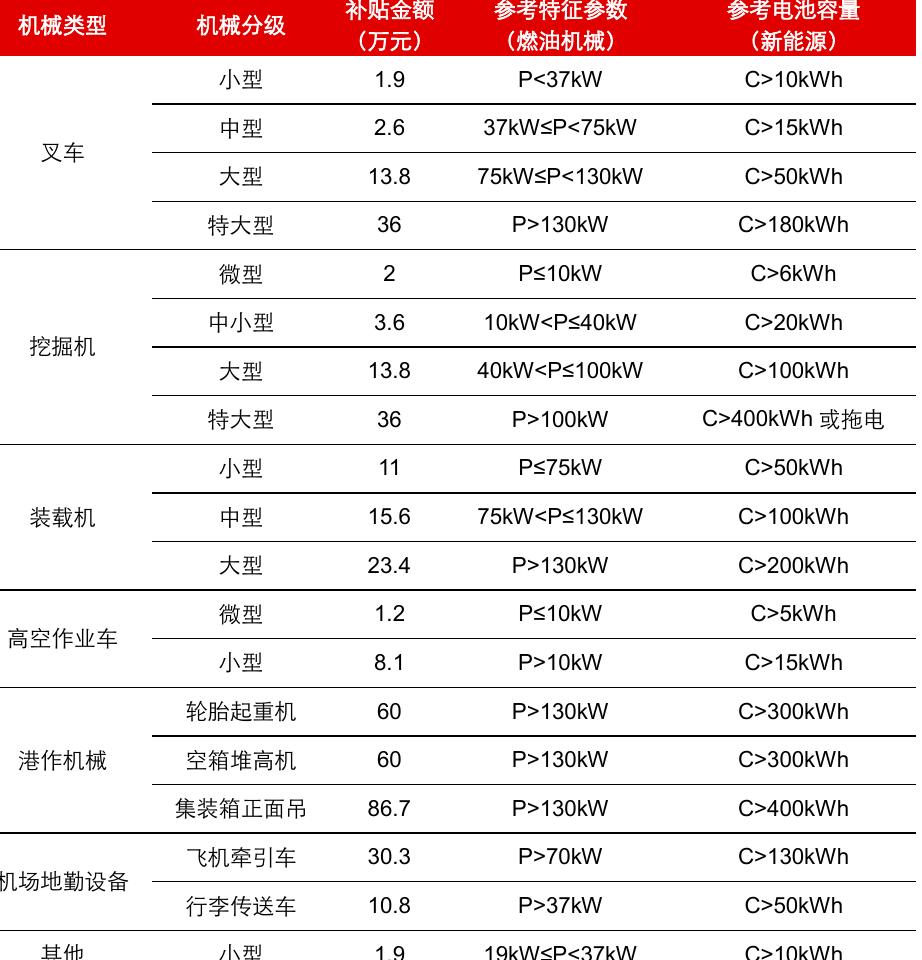 机械类型 机械分级 补贴金额（万元） 参考特征参数（燃油机械） 参考电池容量（新能源）
叉车 小型 1.9 P<37kW C>10kWh
中型 2.6 37kW≤P<75kW C>15kWh
大型 13.8 75kW≤P<130kW C>50kWh
特大型 36 P>130kW C>180kWh
挖掘机 微型 2 P≤10kW C>6kWh
中小型 3.6 10kW<P≤40kW C>20kWh
大型 13.8 40kW<P≤100kW C>100kWh
特大型 36 P>100kW C>400kWh 或拖电
装载机 小型 11 P≤75kW C>50kWh
中型 15.6 75kW<P≤130kW C>100kWh
大型 23.4 P>130kW C>200kWh
高空作业车 微型 1.2 P≤10kW C>5kWh
小型 8.1 P>10kW C>15kWh
港作机械 轮胎起重机 60 P>130kW C>300kWh
空箱堆高机 60 P>130kW C>300kWh
集装箱正面吊 86.7 P>130kW C>400kWh
机场地勤设备 飞机牵引车 30.3 P>70kW C>130kWh
行李传送车 10.8 P>37kW C>50kWh
其他 小型 1.9 19kW≤P<37kW C>10kWh